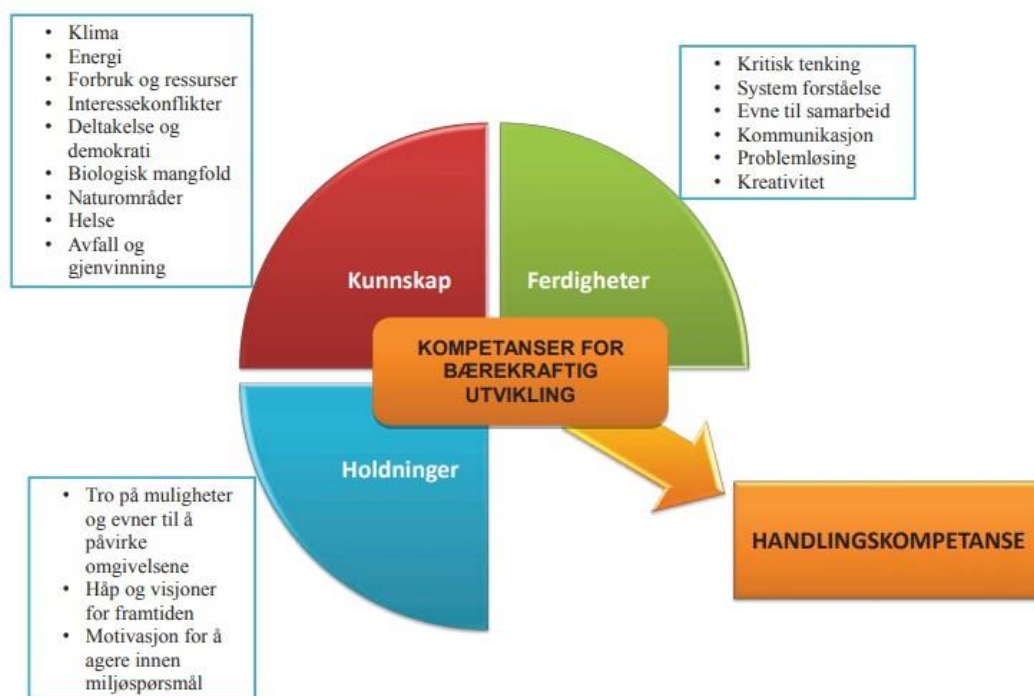 • Klima
• Energi
• Forbruk og ressurser
• Interessekonflikter
• Deltakelse og
demokrati
• Biologisk mangfold
• Naturområder
• Helse
• Avfall og
gjenvinning
• Kritisk tenking
• System forståelse
• Evne til samarbeid
• Kommunikasjon
• Problemløsing
• Kreativitet
Kunnskap
Ferdigheter
KOMPETANSER FOR
BÆREKRAFTIG
UTVIKLING
Holdninger
• Tro på muligheter
og evner til å
påvirke
omgivelsene
• Håp og visjoner
for framtiden
• Motivasjon for å
agere innen
miljøspørsmål
HANDLINGSKOMPETANSE